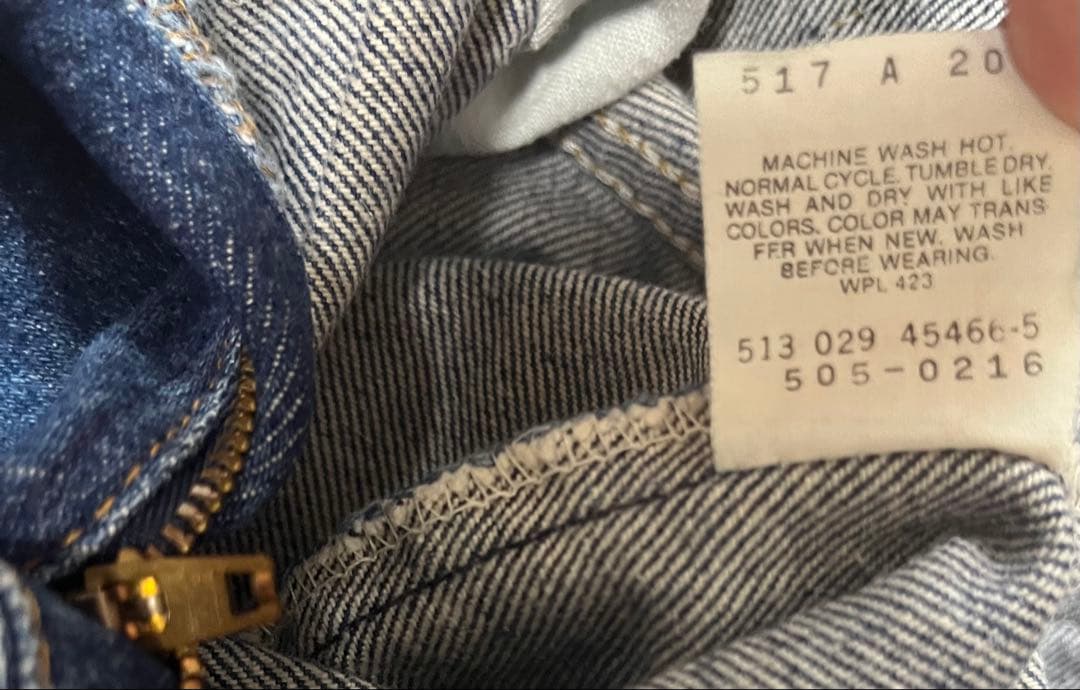 517 A 20
MACHINE WASH HOT.
NORMAL CYCLE. TUMBLE DRY.
WASH AND DRY WITH LIKE
COLORS. COLOR MAY TRANS-
FER WHEN NEW. WASH
BEFORE WEARING.
WPL 423
513 029 45466-5
505-0216